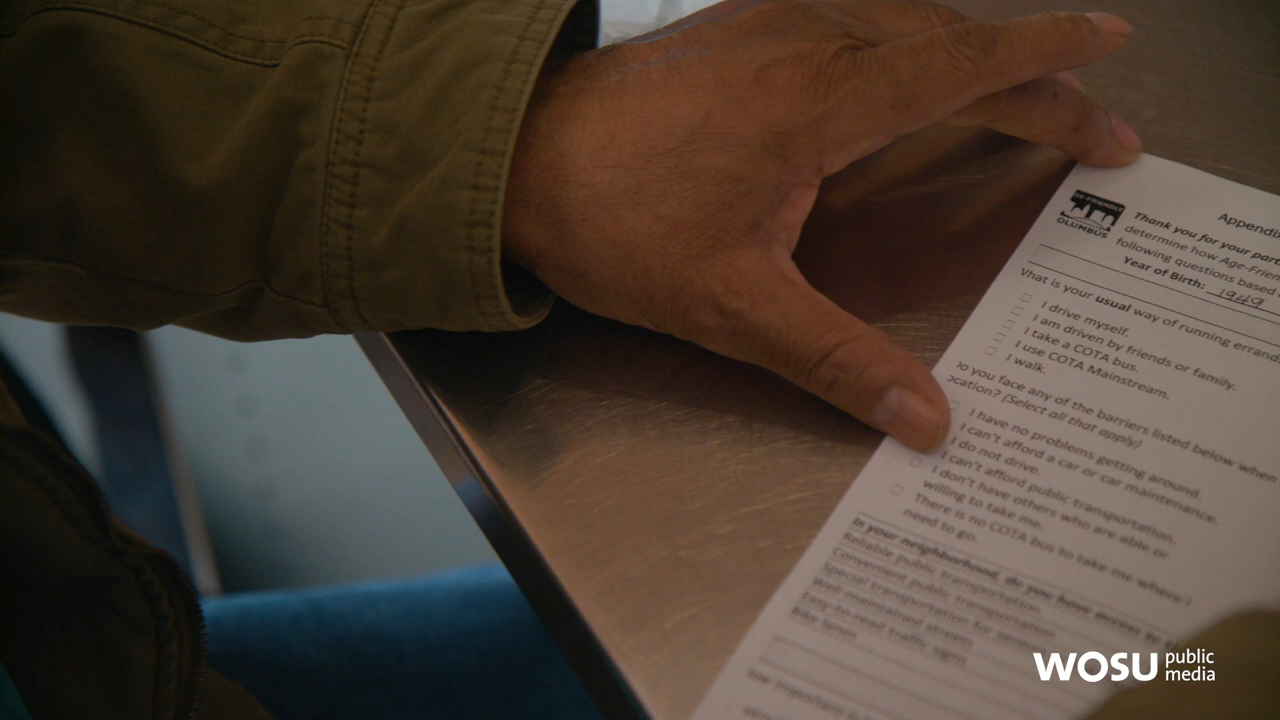 Appendix
GE-FRIENDLY
OLUMBUS
Thank you for your part
determine how Age-Frien
following questions based
Year of Birth: 1949
What is your usual way of running errand
I drive myself.
I am driven by friends or family.
I take a COTA bus.
I use COTA Mainstream.
I walk.
o you face any of the barriers listed below when
ocation? (Select all that apply)
I have no problems getting around.
I can't afford a car or car maintenance.
I do not drive.
I can't afford public transportation.
I don't have others who are able or
willing to take me.
There is no COTA bus to take me where I
need to go.
In your neighborhood, do you have access to
Reliable public transportation
Convenient public transportation
Special transportation for seniors
Well-maintained streets
Easy-to-read traffic signs
Bike lanes
important
WOSU public
media